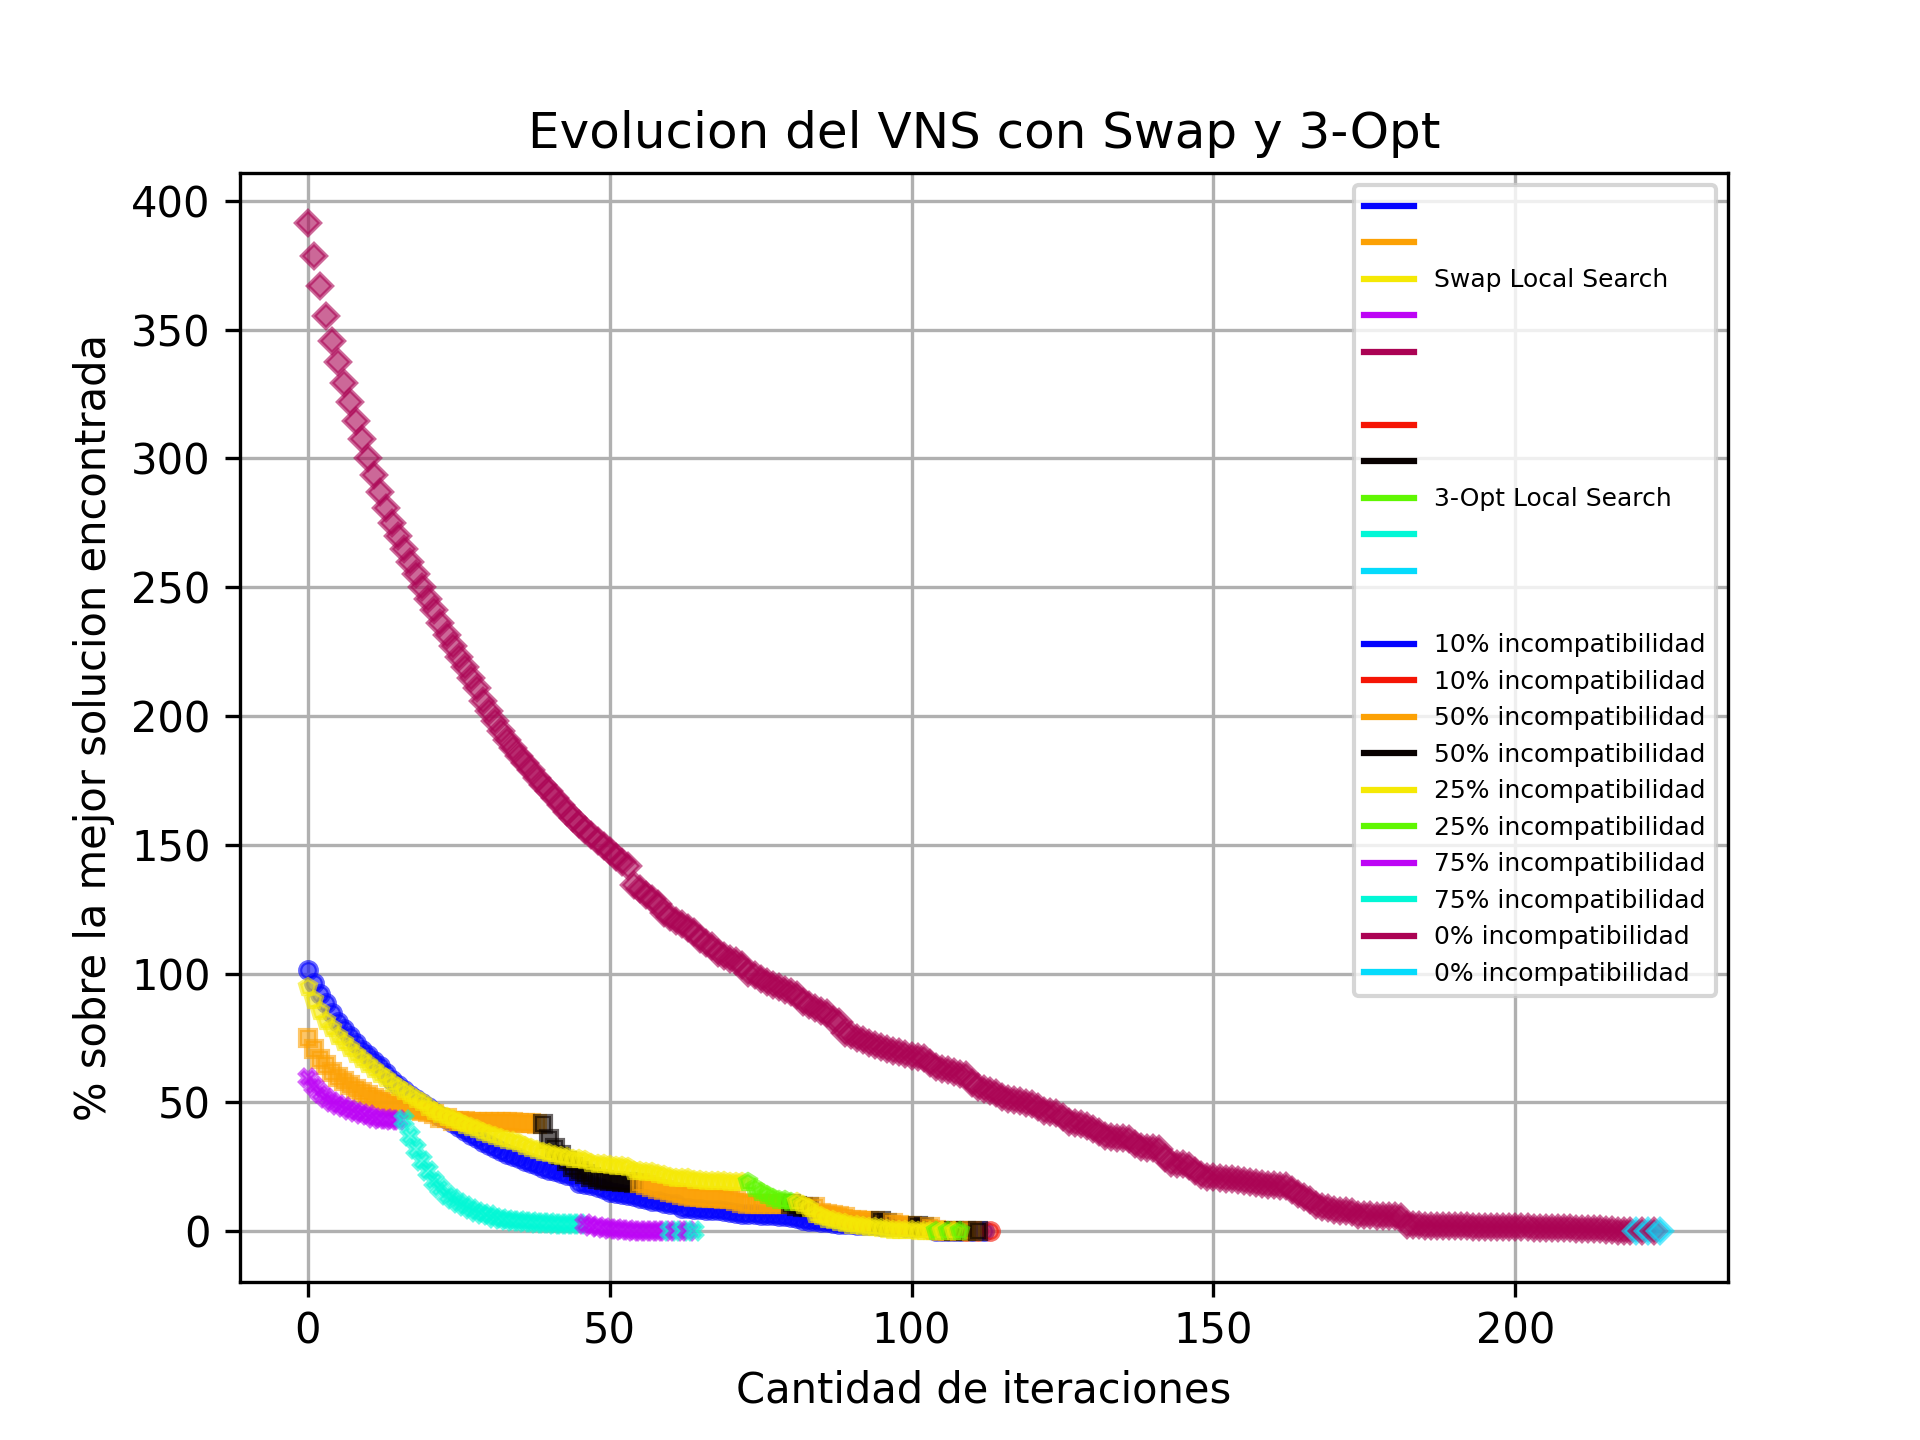 Evolucion del VNS con Swap y 3-Opt
% sobre la mejor solucion encontrada
400
350
300
250
200
150
100
50
0
Swap Local Search
3-Opt Local Search
10% incompatibilidad
10% incompatibilidad
50% incompatibilidad
50% incompatibilidad
25% incompatibilidad
25% incompatibilidad
75% incompatibilidad
75% incompatibilidad
0% incompatibilidad
0% incompatibilidad
0 50 100 150 200
Cantidad de iteraciones